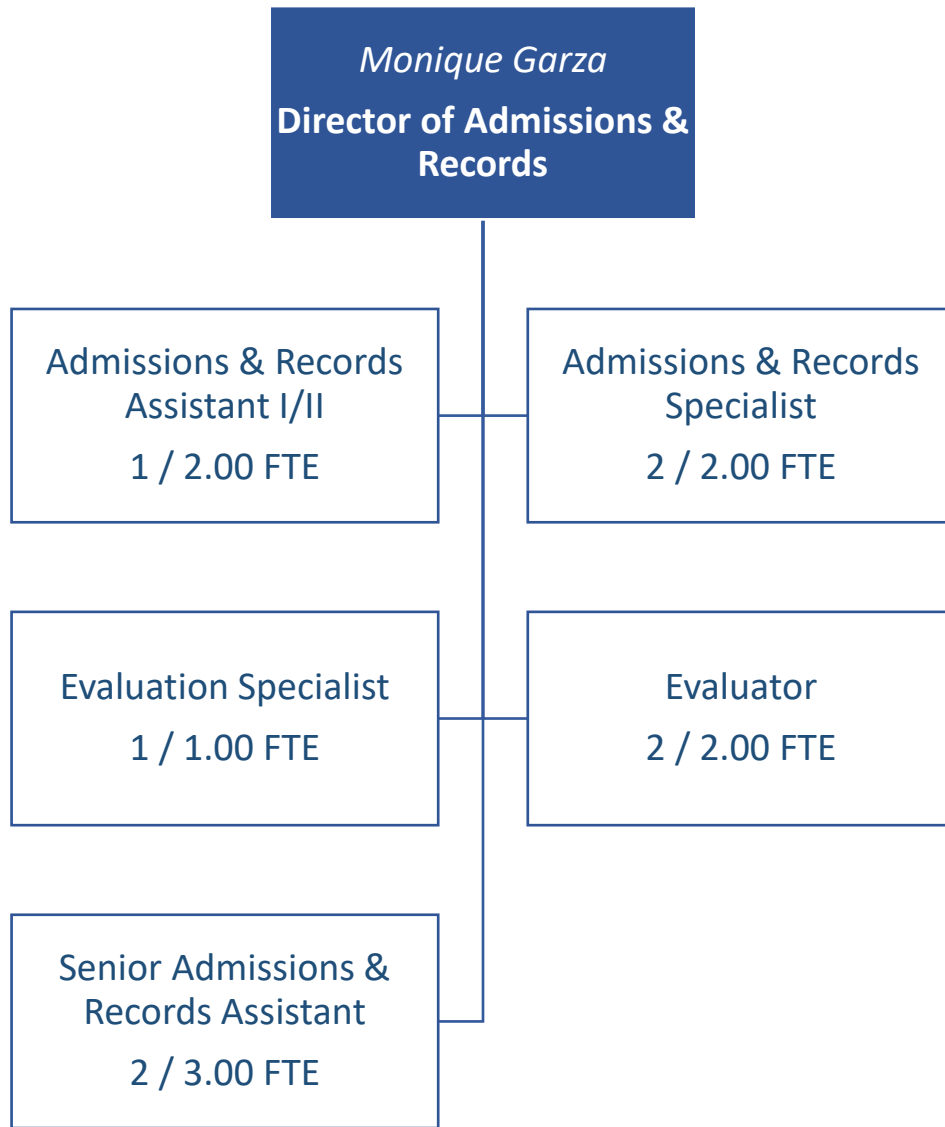 Monique Garza
Director of Admissions &
Records
Admissions & Records
Assistant I/II
1 / 2.00 FTE
Admissions & Records
Specialist
2 / 2.00 FTE
Evaluation Specialist
1 / 1.00 FTE
Evaluator
2 / 2.00 FTE
Senior Admissions &
Records Assistant
2 / 3.00 FTE